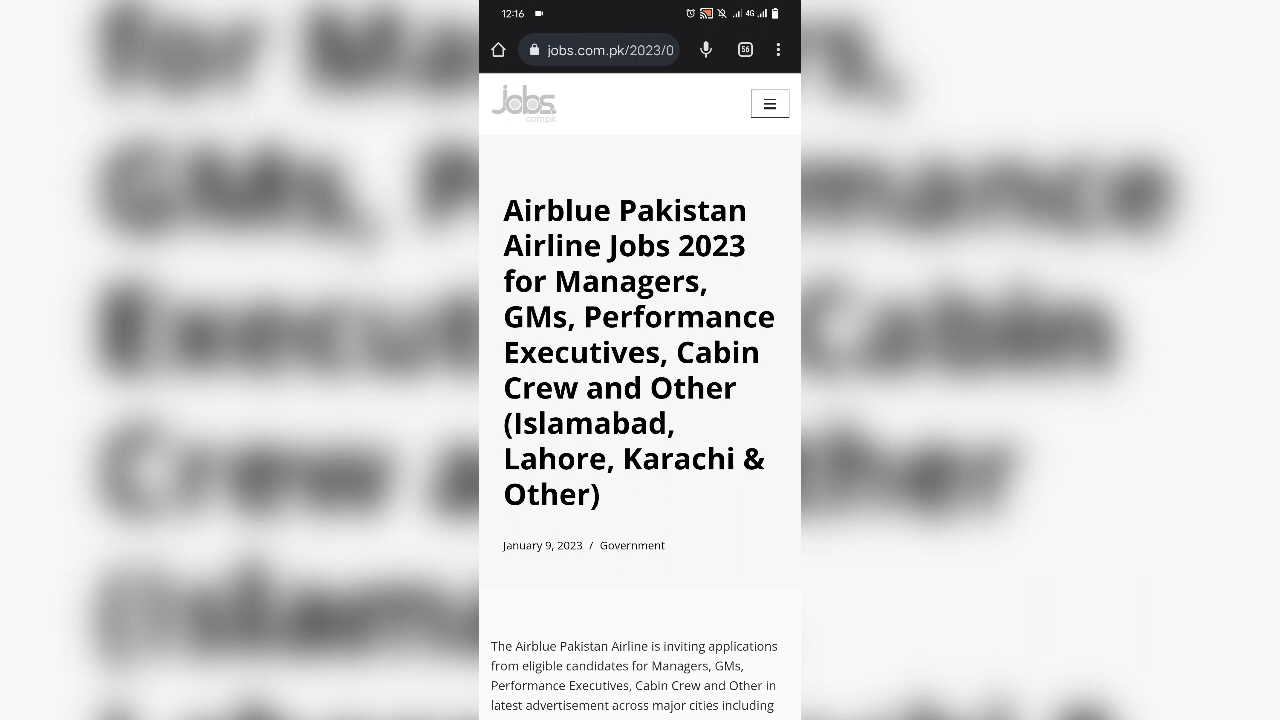 12:16
4G
jobs.com.pk/2023/0
56
jobs.
com.pk
Airblue Pakistan
Airline Jobs 2023
for Managers,
GMs, Performance
Executives, Cabin
Crew and Other
(Islamabad,
Lahore, Karachi &
Other)
January 9, 2023 / Government
The Airblue Pakistan Airline is inviting applications
from eligible candidates for Managers, GMs,
Performance Executives, Cabin Crew and Other in
latest advertisement across major cities including